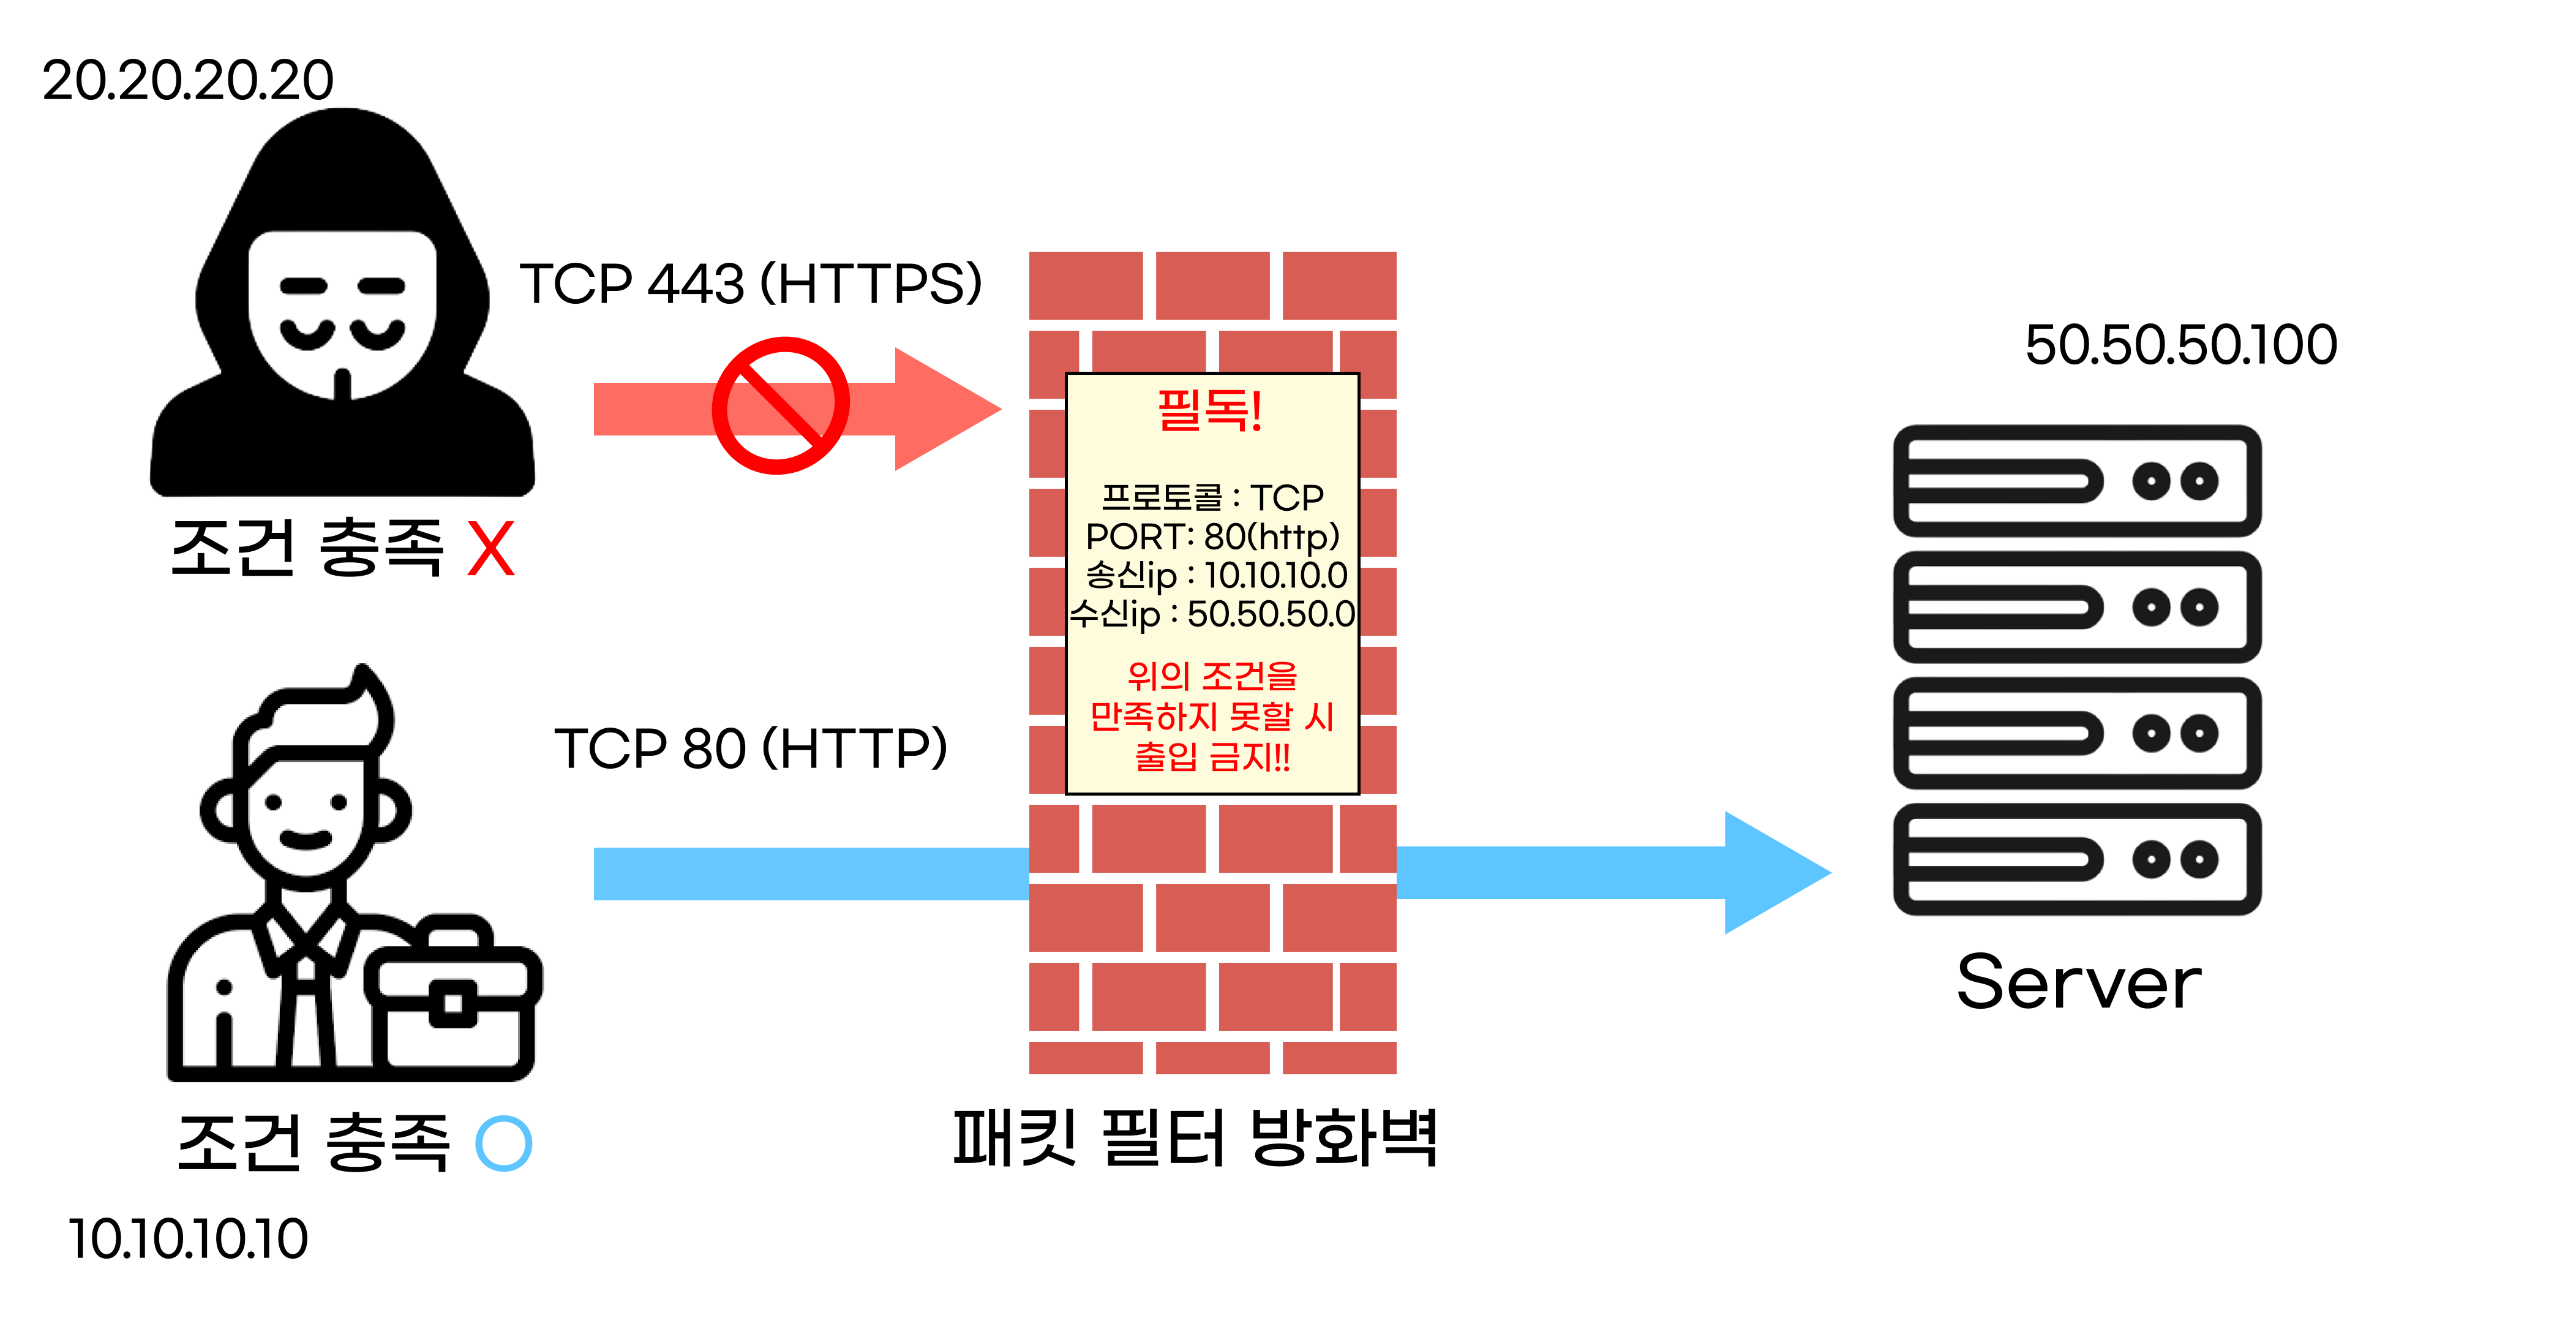 20.20.20.20
TCP 443 (HTTPS)
조건 충족 X
50.50.50.100
필독!
프로토콜 : TCP
PORT: 80(http)
송신ip : 10.10.10.0
수신ip : 50.50.50.0
위의 조건을
만족하지 못할 시
출입 금지!!
TCP 80 (HTTP)
Server
조건 충족 O
10.10.10.10
패킷 필터 방화벽